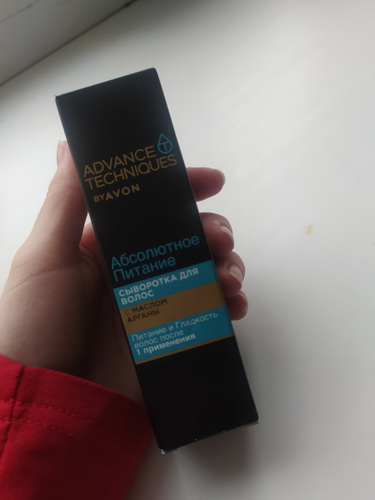 ADVANCE
TECHNIQUES
BY AVON
Абсолютное
Питание
СЫВОРОТКА ДЛЯ
ВОЛОС
С МАСЛОМ
АРГАНЫ
Питание и Гладкость
волос после
1 применения